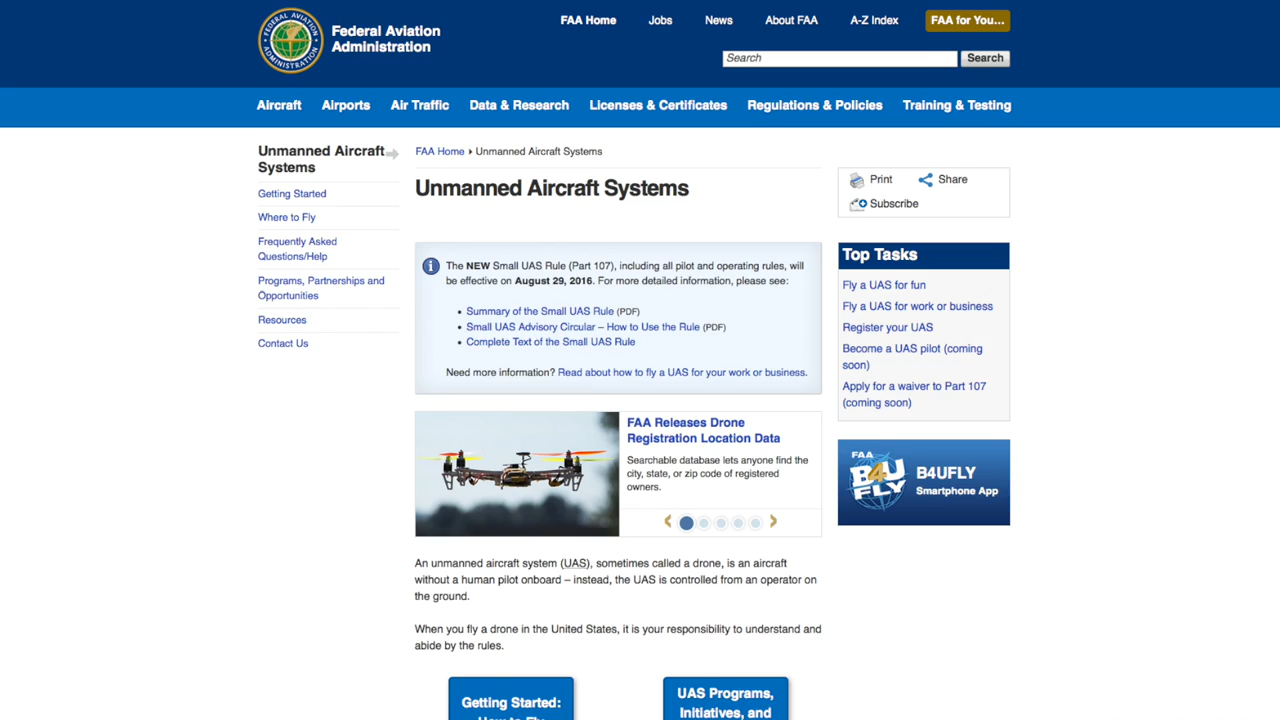 FEDERAL AVIATION
ADMINISTRATION
Federal Aviation
Administration
FAA Home
Jobs
News
About FAA
A-Z Index
FAA for You...
Search
Search
Aircraft
Airports
Air Traffic
Data & Research
Licenses & Certificates
Regulations & Policies
Training & Testing
Unmanned Aircraft
Systems
Getting Started
Where to Fly
Frequently Asked
Questions/Help
Programs, Partnerships and
Opportunities
Resources
Contact Us
FAA Home ▸ Unmanned Aircraft Systems
Unmanned Aircraft Systems
The NEW Small UAS Rule (Part 107), including all pilot and operating rules, will
be effective on August 29, 2016. For more detailed information, please see:
• Summary of the Small UAS Rule (PDF)
• Small UAS Advisory Circular – How to Use the Rule (PDF)
• Complete Text of the Small UAS Rule
Need more information? Read about how to fly a UAS for your work or business.
FAA Releases Drone
Registration Location Data
Searchable database lets anyone find the
city, state, or zip code of registered
owners.
An unmanned aircraft system (UAS), sometimes called a drone, is an aircraft
without a human pilot onboard – instead, the UAS is controlled from an operator on
the ground.
When you fly a drone in the United States, it is your responsibility to understand and
abide by the rules.
Getting Started:
How to Fly
UAS Programs,
Initiatives, and
Print
Share
Subscribe
Top Tasks
Fly a UAS for fun
Fly a UAS for work or business
Register your UAS
Become a UAS pilot (coming
soon)
Apply for a waiver to Part 107
(coming soon)
FAA
B4U
FLY
B4UFLY
Smartphone App